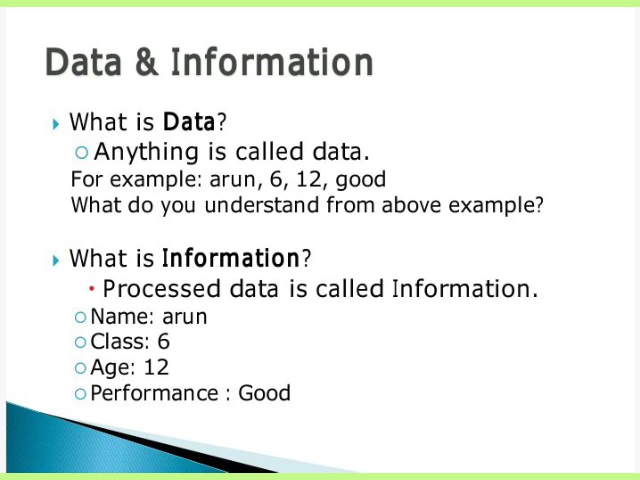 Data & Information
What is Data?
Anything is called data.
For example: arun, 6, 12, good
What do you understand from above example?
What is Information?
Processed data is called Information.
Name: arun
Class: 6
Age: 12
Performance : Good